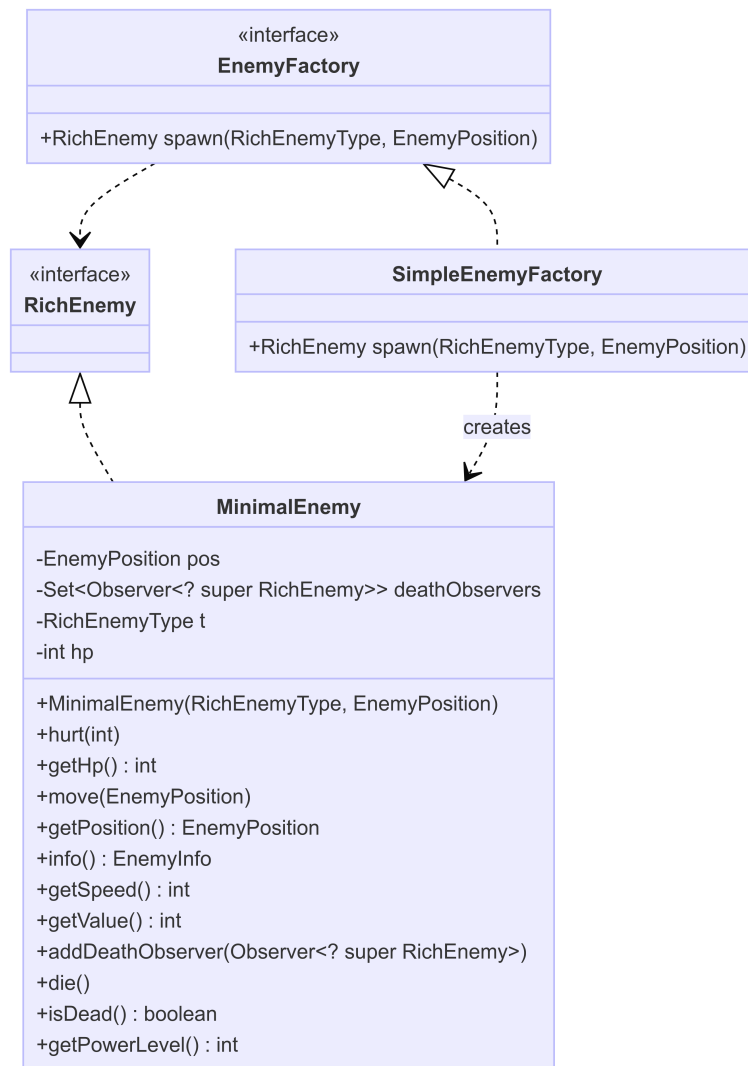 «interface»
EnemyFactory
+RichEnemy spawn(RichEnemyType, EnemyPosition)
«interface»
RichEnemy
SimpleEnemyFactory
+RichEnemy spawn(RichEnemyType, EnemyPosition)
creates
MinimalEnemy
-EnemyPosition pos
-Set<Observer<? super RichEnemy>> deathObservers
-RichEnemyType t
-int hp
+MinimalEnemy(RichEnemyType, EnemyPosition)
+hurt(int)
+getHp() : int
+move(EnemyPosition)
+getPosition() : EnemyPosition
+info() : EnemyInfo
+getSpeed() : int
+getValue() : int
+addDeathObserver(Observer<? super RichEnemy>)
+die()
+isDead() : boolean
+getPowerLevel() : int